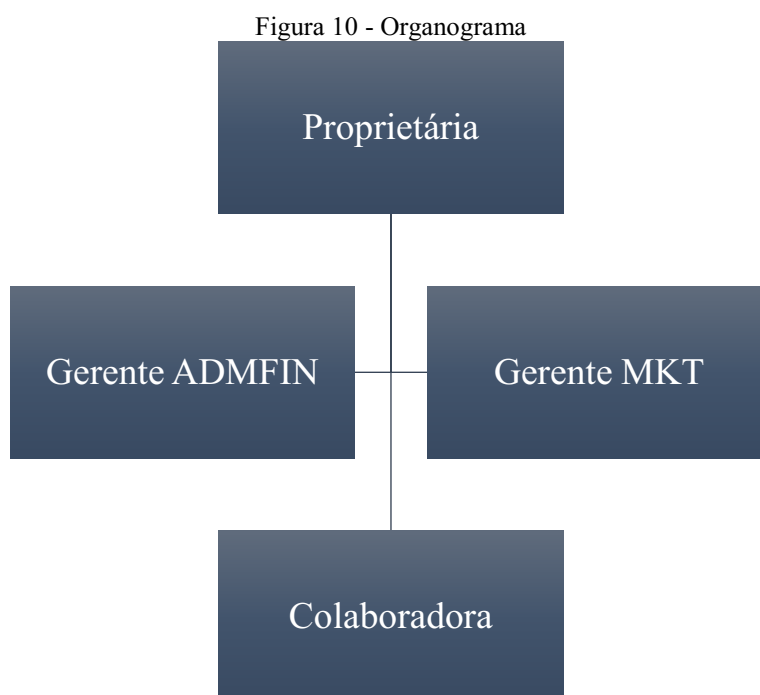 Figura 10 - Organograma
Proprietária
Gerente ADMFIN
Gerente MKT
Colaboradora